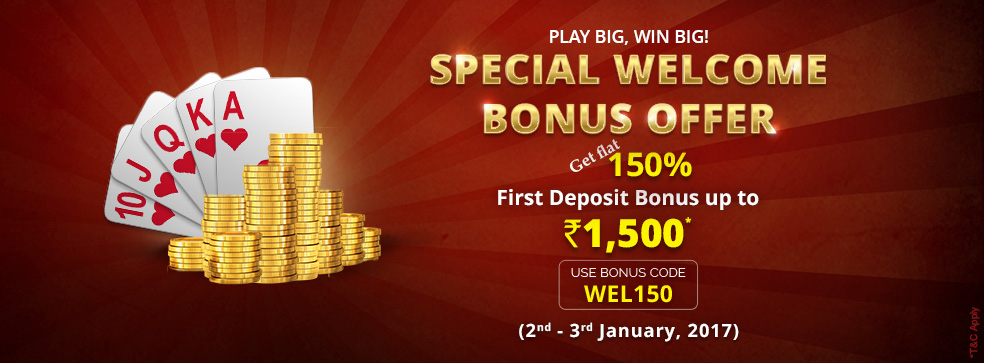 PLAY BIG, WIN BIG!
SPECIAL WELCOME
BONUS OFFER
Get flat 150%
First Deposit Bonus up to
₹1,500*
USE BONUS CODE
WEL150
(2nd - 3rd January, 2017)
*T&C Apply
10
J
Q
K
A